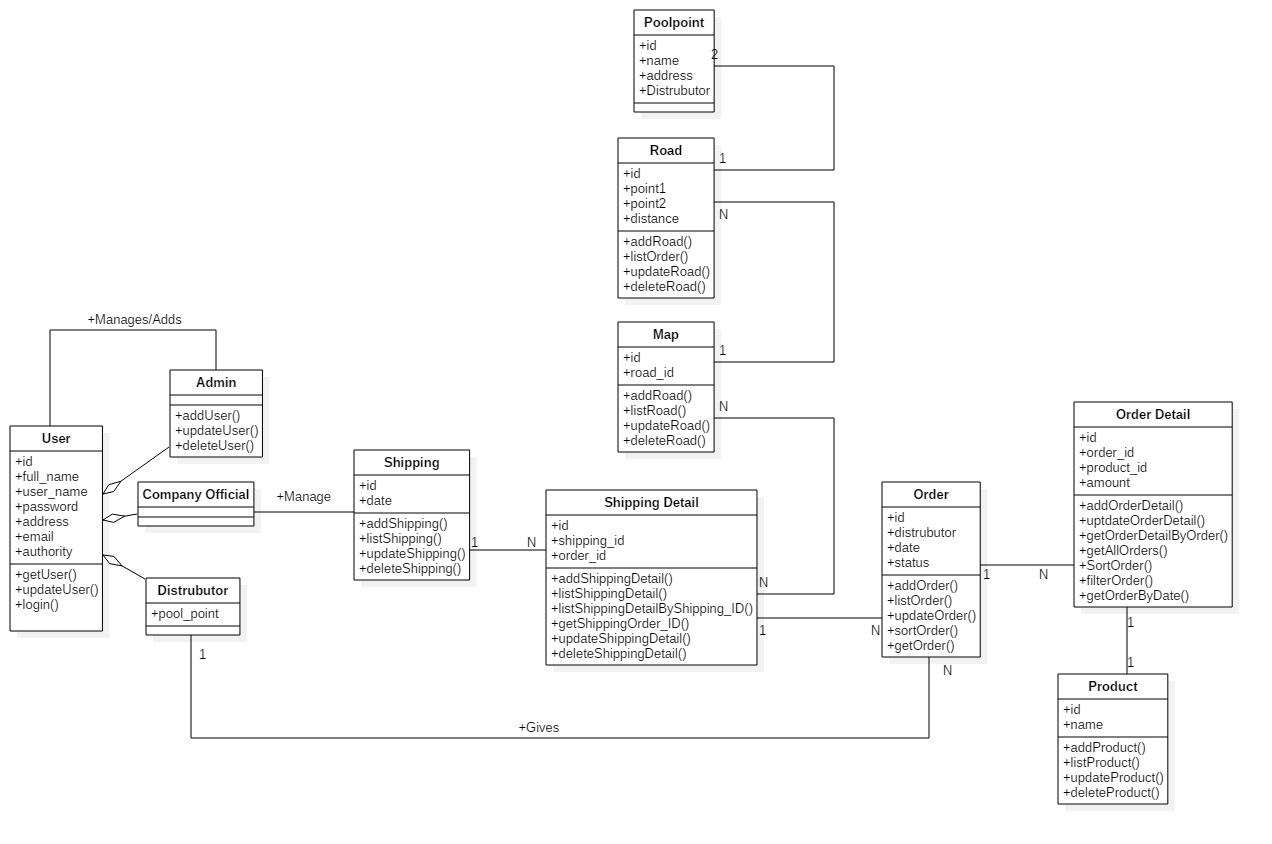 Poolpoint
+id
+name
+address
+Distrubutor
2
1
Road
+id
+point1
+point2
+distance
+addRoad()
+listOrder()
+updateRoad()
+deleteRoad()
N
1
Map
+id
+road_id
+addRoad()
+listRoad()
+updateRoad()
+deleteRoad()
N
+Manages/Adds
Admin
+addUser()
+updateUser()
+deleteUser()
User
+id
+full_name
+user_name
+password
+address
+email
+authority
+getUser()
+updateUser()
+login()
Company Official
+Manage
Distrubutor
+pool_point
1
+Gives
Shipping
+id
+date
+addShipping()
+listShipping()
+updateShipping()
+deleteShipping()
1
N
Shipping Detail
+id
+shipping_id
+order_id
+addShippingDetail()
+listShippingDetail()
+listShippingDetailByShipping_ID()
+getShippingOrder_ID()
+updateShippingDetail()
+deleteShippingDetail()
N
1
N
Order
+id
+distrubutor
+date
+status
+addOrder()
+listOrder()
+updateOrder()
+sortOrder()
+getOrder()
N
1
N
Order Detail
+id
+order_id
+product_id
+amount
+addOrderDetail()
+uptdateOrderDetail()
+getOrderDetailByOrder()
+getAllOrders()
+SortOrder()
+filterOrder()
+getOrderByDate()
1
1
Product
+id
+name
+addProduct()
+listProduct()
+updateProduct()
+deleteProduct()